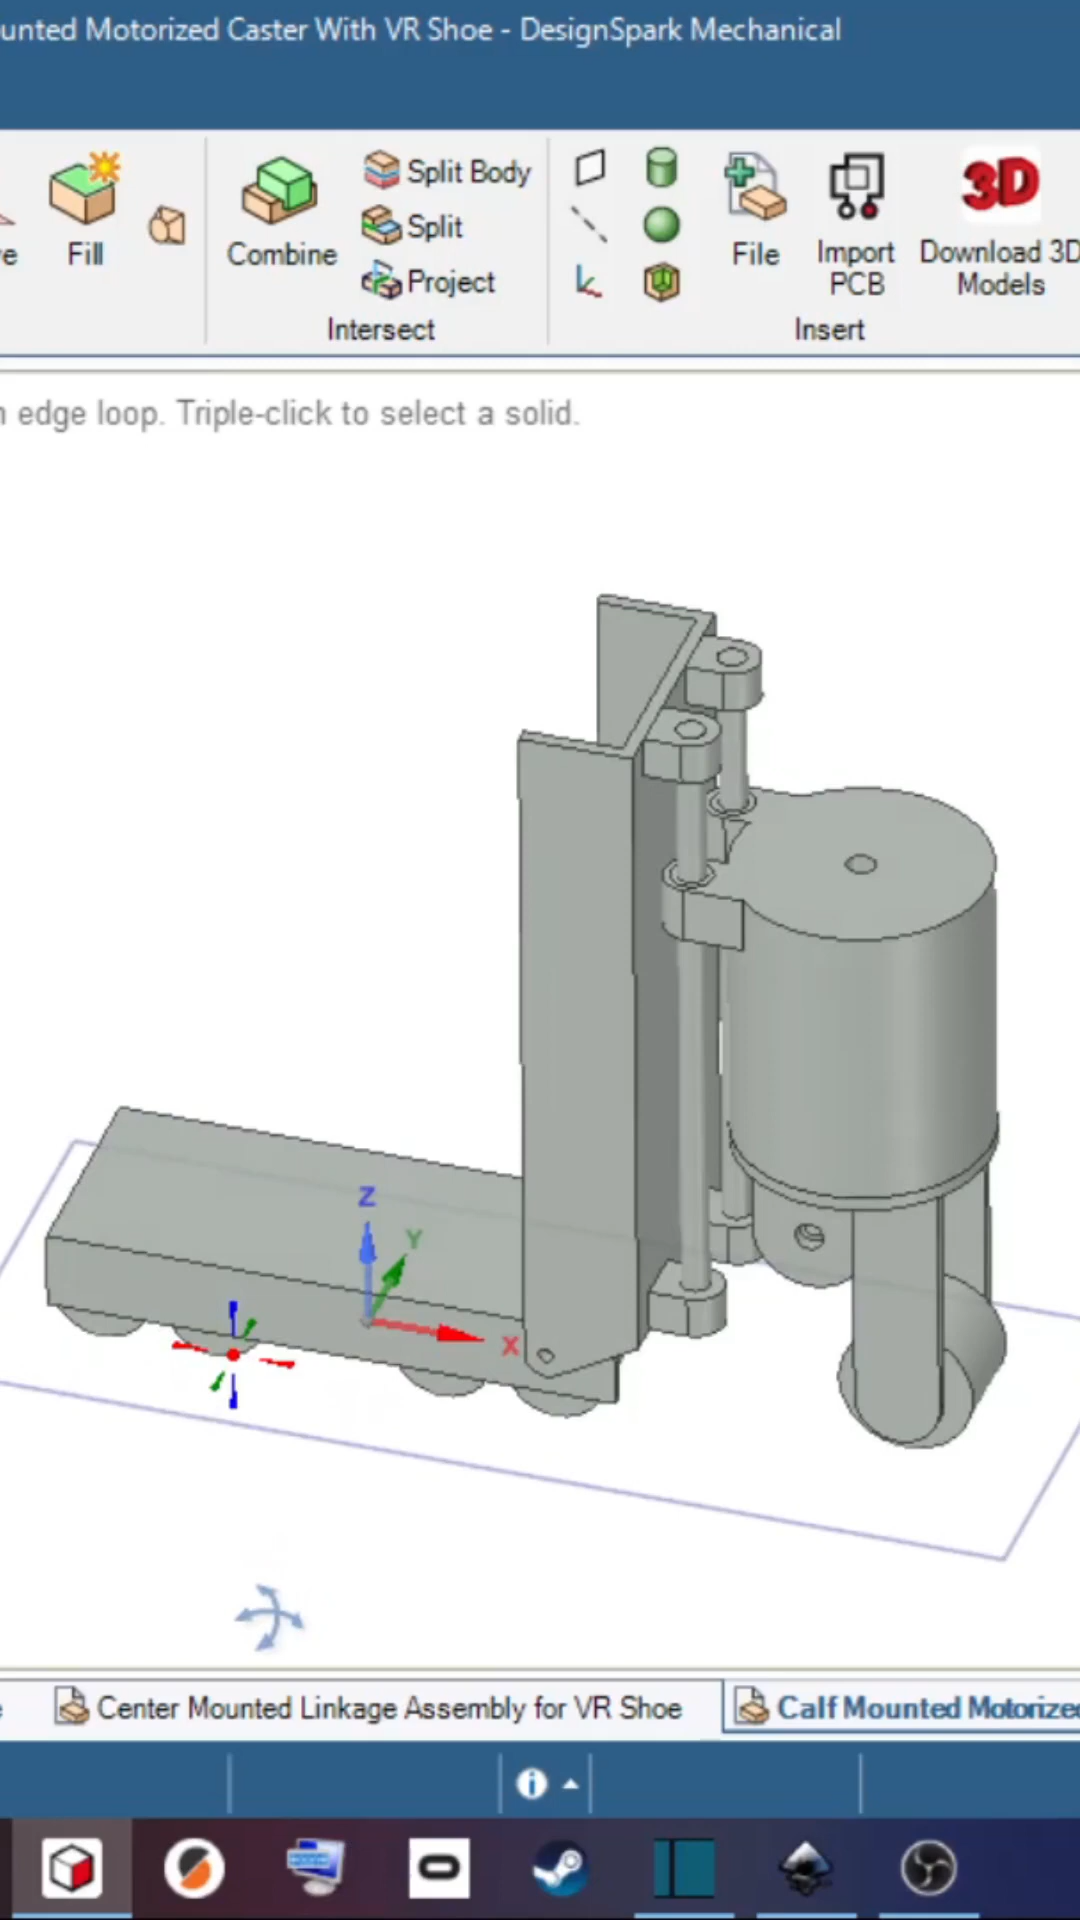 unted Motorized Caster With VR Shoe - DesignSpark Mechanical
Fill
Combine
Split Body
Split
Project
Intersect
File
Import
PCB
Download 3D
Models
3D
Insert
edge loop. Triple-click to select a solid.
Z
Y
X
Center Mounted Linkage Assembly for VR Shoe
Calf Mounted Motorize